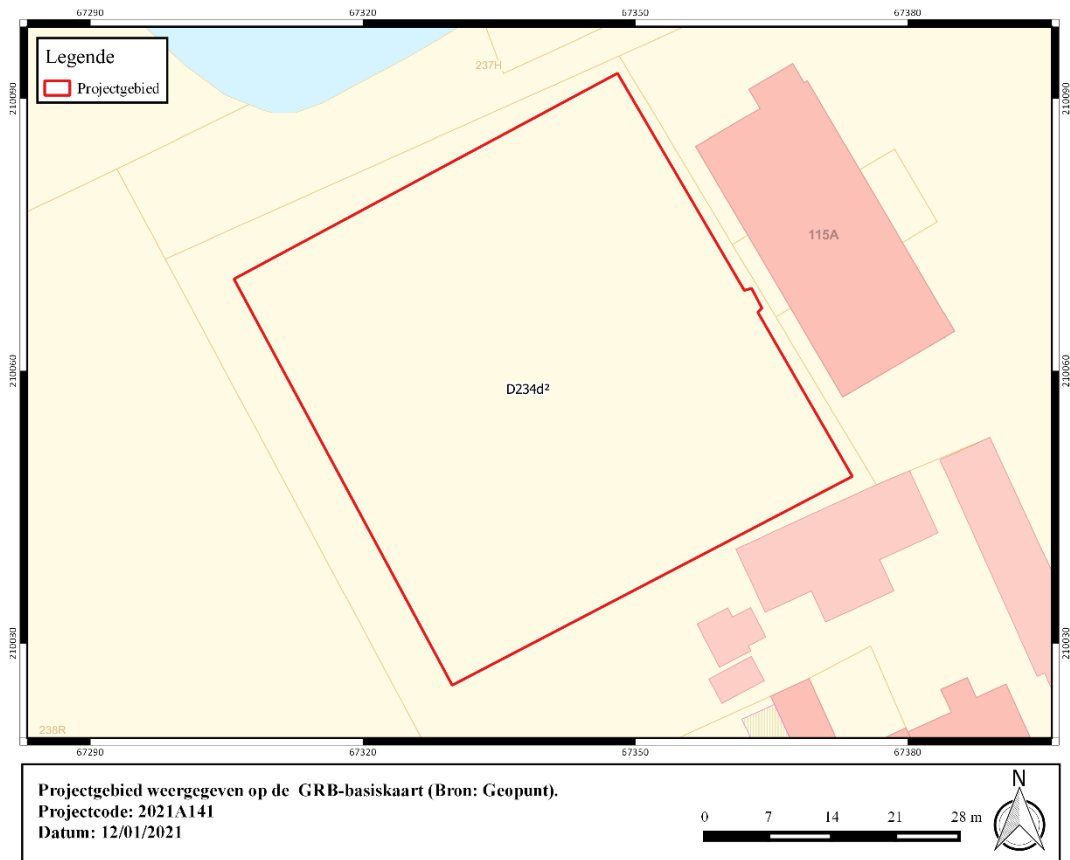 67290 67320 67350 67380
Legende
Projectgebied
237H
210090 210090
115A
210060 210060
D234d²
210030 210030
238R
67290 67320 67350 67380
Projectgebied weergegeven op de GRB-basiskaart (Bron: Geopunt).
Projectcode: 2021A141
Datum: 12/01/2021
0 7 14 21 28 m
N